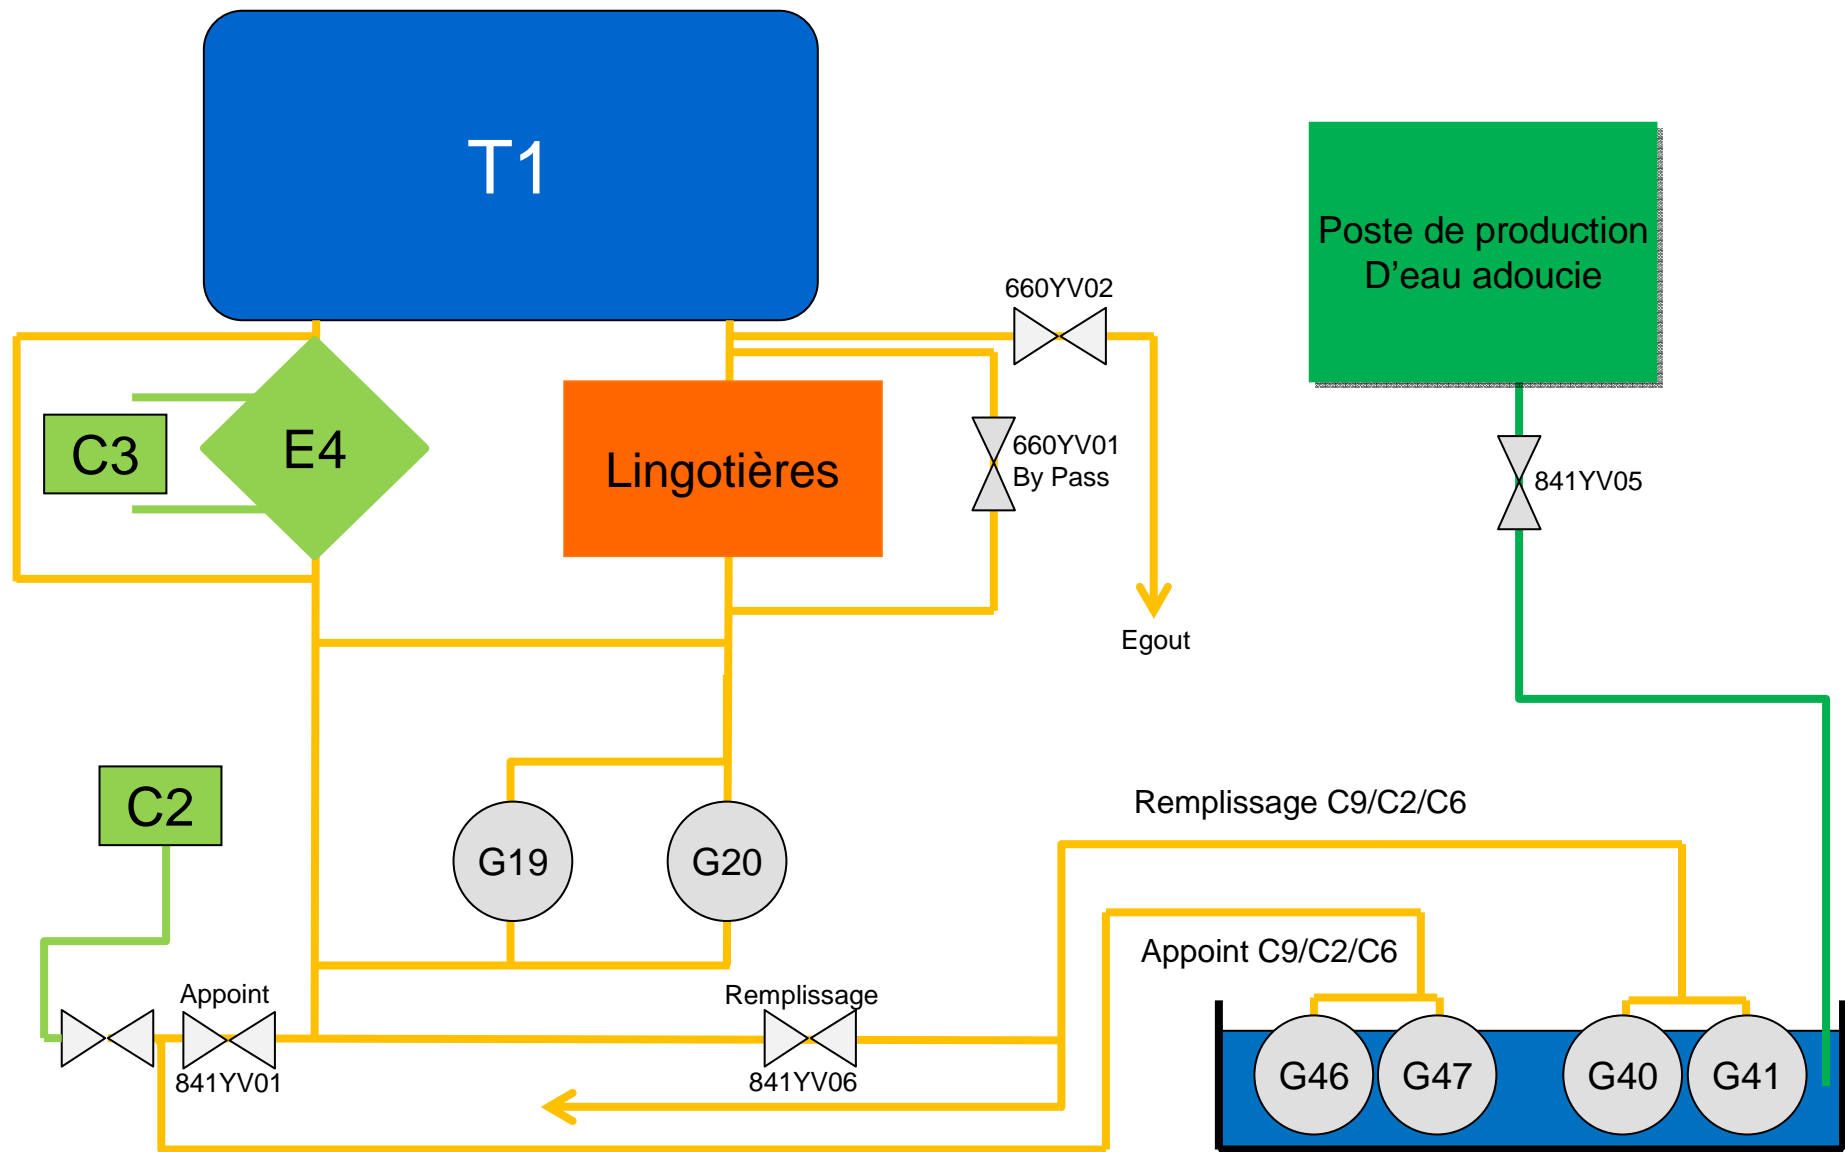 T1
Poste de production
D'eau adoucie
660YV02
C3
E4
Lingotières
660YV01
By Pass
841YV05
Egout
C2
Remplissage C9/C2/C6
G19
G20
Appoint C9/C2/C6
Appoint
Remplissage
841YV01
841YV06
G46
G47
G40
G41